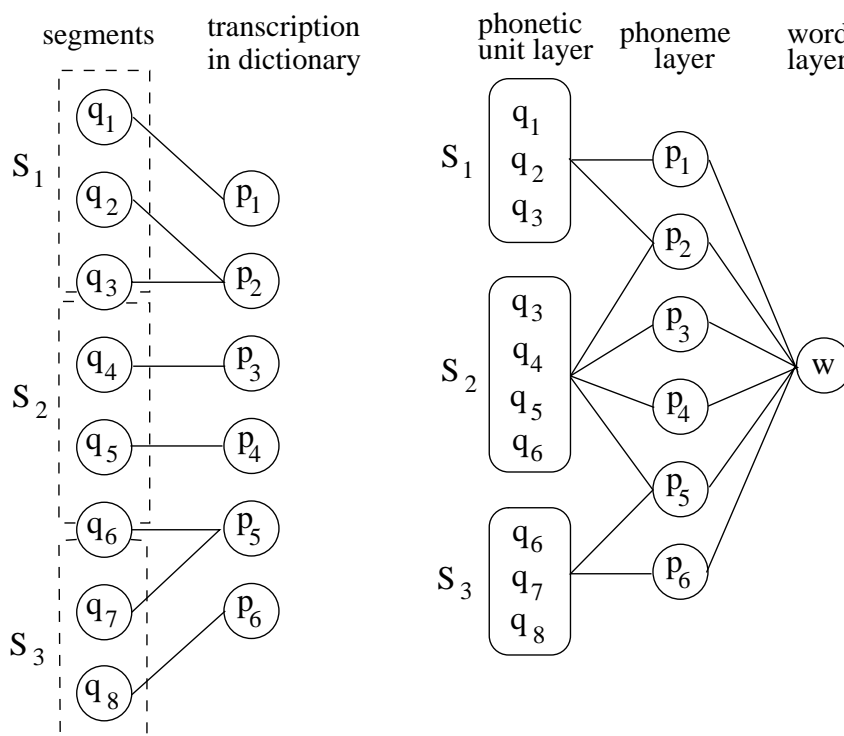 segments
transcription
in dictionary
S1
q1
q2
q3
S2
q4
q5
q6
S3
q7
q8
p1
p2
p3
p4
p5
p6
phonetic
unit layer
phoneme
layer
word
layer
S1
q1
q2
q3
S2
q3
q4
q5
q6
S3
q6
q7
q8
p1
p2
p3
p4
p5
p6
w